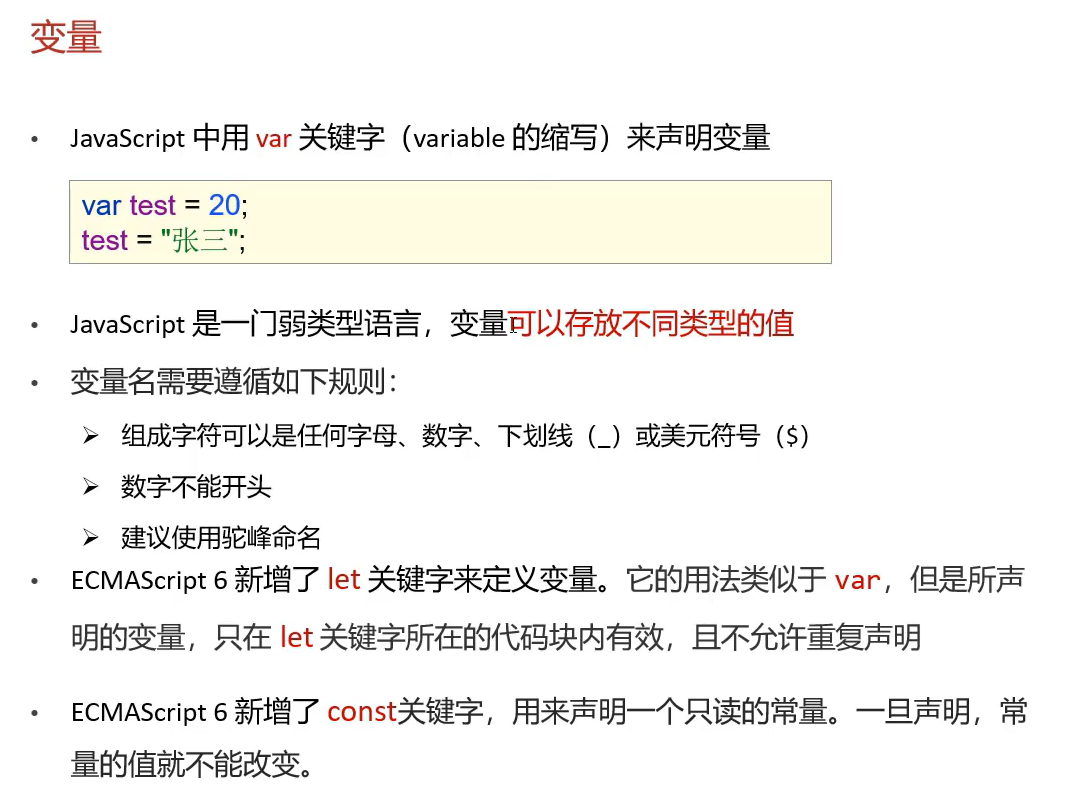 变量
• JavaScript 中用 var 关键字（variable 的缩写）来声明变量
var test = 20;
test = "张三";
• JavaScript 是一门弱类型语言，变量可以存放不同类型的值
• 变量名需要遵循如下规则：
➢ 组成字符可以是任何字母、数字、下划线（_）或美元符号（$）
➢ 数字不能开头
➢ 建议使用驼峰命名
• ECMAScript 6 新增了 let 关键字来定义变量。它的用法类似于 var，但是所声
明的变量，只在 let 关键字所在的代码块内有效，且不允许重复声明
• ECMAScript 6 新增了 const关键字，用来声明一个只读的常量。一旦声明，常
量的值就不能改变。